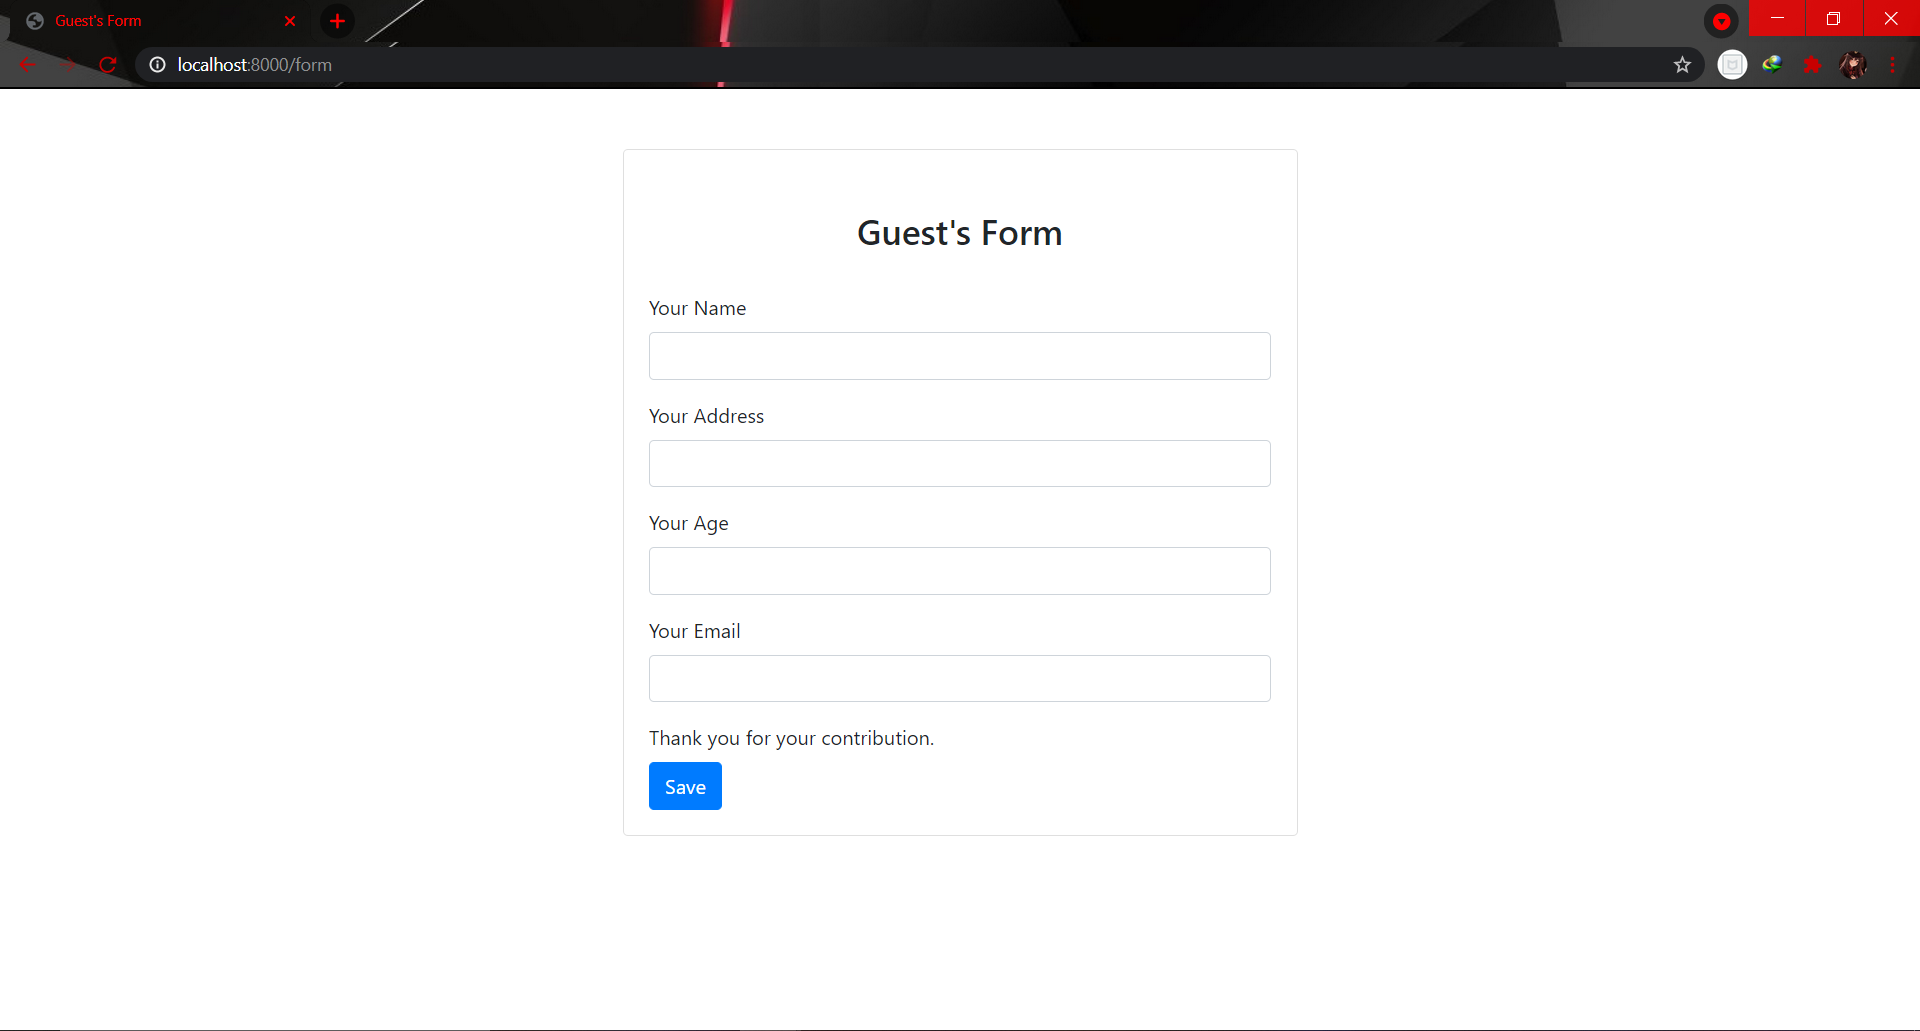 Guest's Form
localhost:8000/form
Guest's Form
Your Name
Your Address
Your Age
Your Email
Thank you for your contribution.
Save